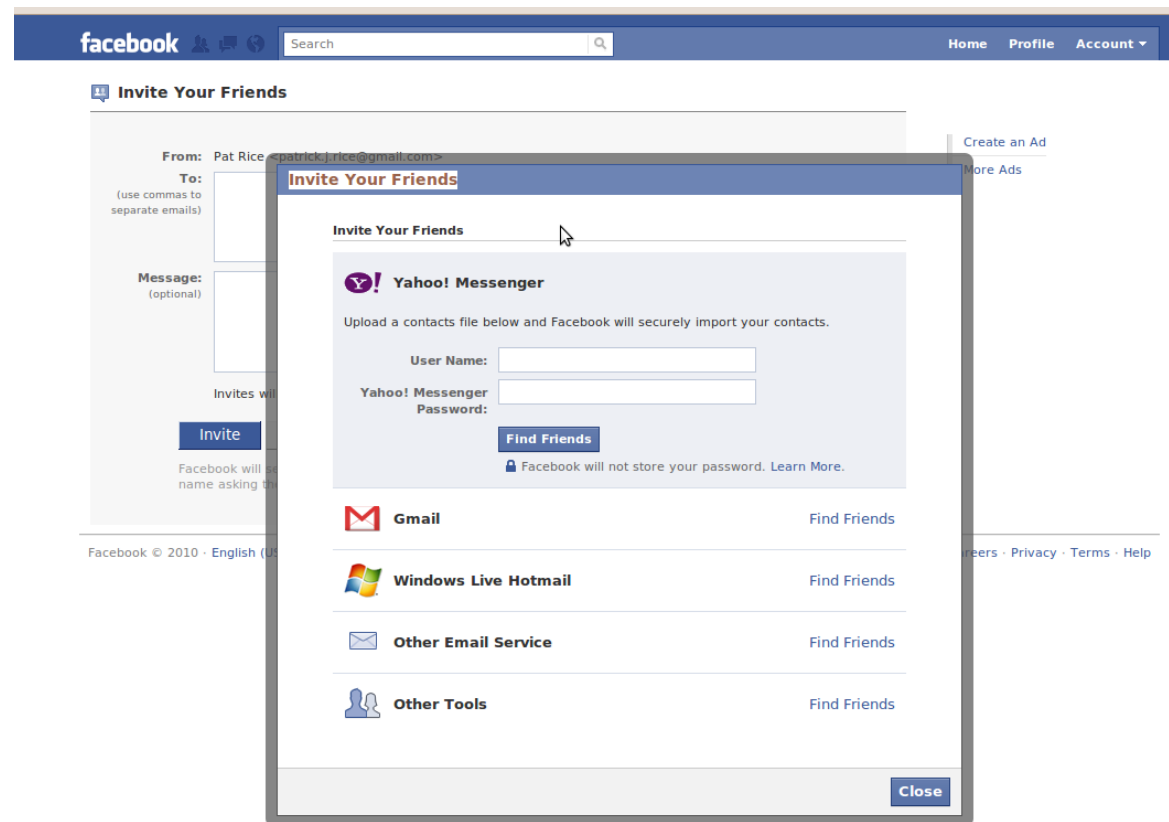 facebook
Search
Home Profile Account
Invite Your Friends
From: Pat Rice <patrick.j.rice@gmail.com>
To:
(use commas to
separate emails)
Message:
(optional)
Invites wil
Invite
Facebook will se
name asking the
Create an Ad
More Ads
Invite Your Friends
Invite Your Friends
Y! Yahoo! Messenger
Upload a contacts file below and Facebook will securely import your contacts.
User Name:
Yahoo! Messenger
Password:
Find Friends
Facebook will not store your password. Learn More.
Gmail Find Friends
Windows Live Hotmail Find Friends
Other Email Service Find Friends
Other Tools Find Friends
Close
Facebook © 2010 · English (US
reers · Privacy · Terms · Help